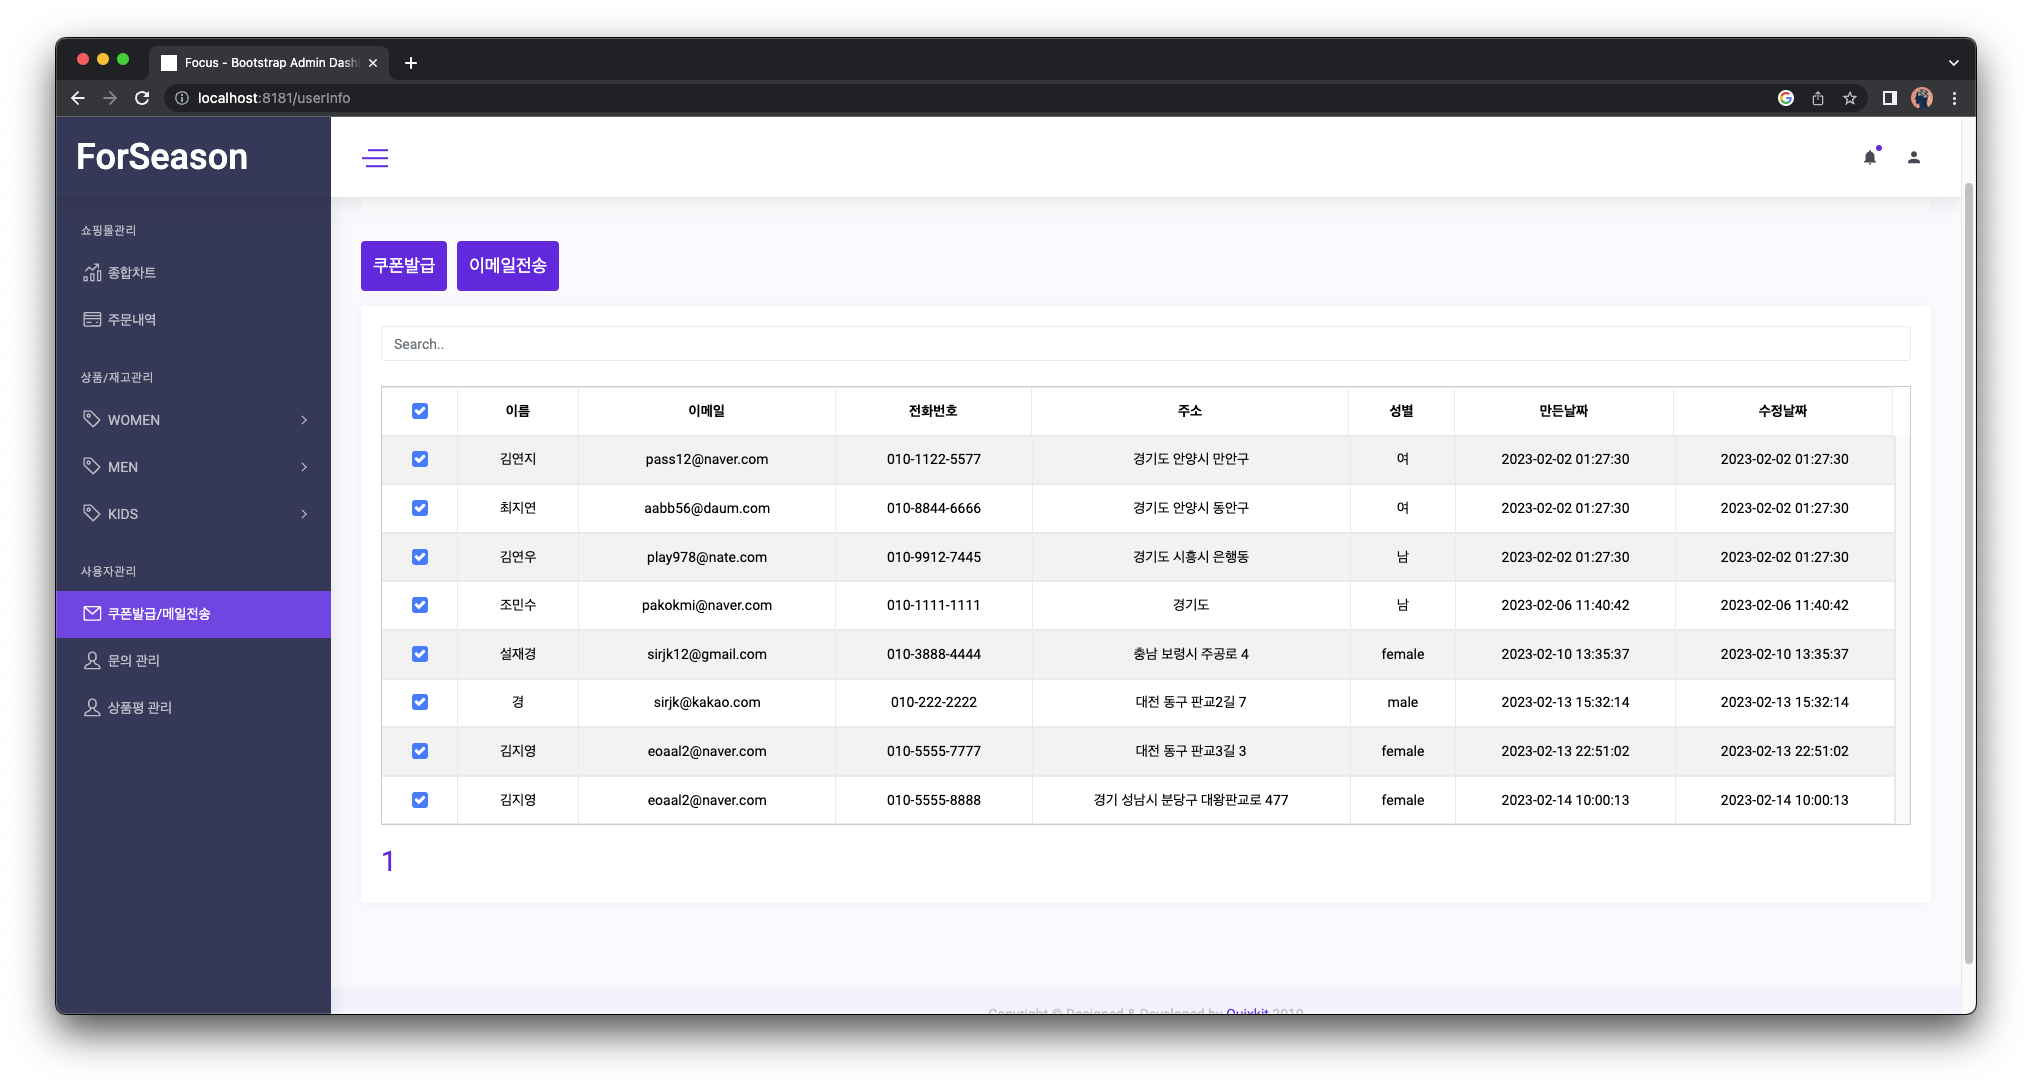 Focus - Bootstrap Admin Dash
localhost:8181/userInfo
ForSeason
쇼핑몰관리
종합차트
주문내역
상품/재고관리
WOMEN
MEN
KIDS
사용자관리
쿠폰발급/메일전송
문의 관리
상품평 관리
쿠폰발급 이메일전송
Search..
이름 이메일 전화번호 주소 성별 만든날짜 수정날짜
김연지 pass12@naver.com 010-1122-5577 경기도 안양시 만안구 여 2023-02-02 01:27:30 2023-02-02 01:27:30
최지연 aabb56@daum.com 010-8844-6666 경기도 안양시 동안구 여 2023-02-02 01:27:30 2023-02-02 01:27:30
김연우 play978@nate.com 010-9912-7445 경기도 시흥시 은행동 남 2023-02-02 01:27:30 2023-02-02 01:27:30
조민수 pakokmi@naver.com 010-1111-1111 경기도 남 2023-02-06 11:40:42 2023-02-06 11:40:42
설재경 sirjk12@gmail.com 010-3888-4444 충남 보령시 주공로 4 female 2023-02-10 13:35:37 2023-02-10 13:35:37
경 sirjk@kakao.com 010-222-2222 대전 동구 판교2길 7 male 2023-02-13 15:32:14 2023-02-13 15:32:14
김지영 eoaal2@naver.com 010-5555-7777 대전 동구 판교3길 3 female 2023-02-13 22:51:02 2023-02-13 22:51:02
김지영 eoaal2@naver.com 010-5555-8888 경기 성남시 분당구 대왕판교로 477 female 2023-02-14 10:00:13 2023-02-14 10:00:13
1
Copyright © Designed & Developed by Quixkit 2019